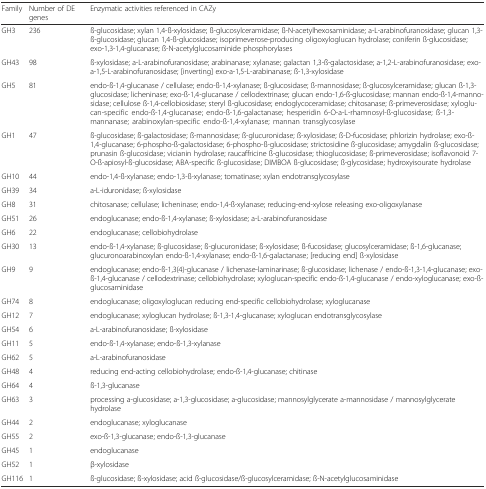 Family Number of DE genes Enzymatic activities referenced in CAZy
GH3 236 ß-glucosidase; xylan 1,4-ß-xylosidase; ß-glucosylceramidase; ß-N-acetylhexosaminidase; a-L-arabinofuranosidase; glucan 1,3-
ß-glucosidase; glucan 1,4-ß-glucosidase; isoprimeverose-producing oligoxyloglucan hydrolase; coniferin ß-glucosidase;
exo-1,3-1,4-glucanase; ß-N-acetylglucosaminide phosphorylases
GH43 98 ß-xylosidase; a-L-arabinofuranosidase; arabinanase; xylanase; galactan 1,3-ß-galactosidase; a-1,2-L-arabinofuranosidase; exo-
a-1,5-L-arabinofuranosidase; [inverting] exo-a-1,5-L-arabinanase; ß-1,3-xylosidase
GH5 81 endo-ß-1,4-glucanase / cellulase; endo-ß-1,4-xylanase; ß-glucosidase; ß-mannosidase; ß-glucosylceramidase; glucan ß-1,3-
glucosidase; licheninase; exo-ß-1,4-glucanase / cellodextrinase; glucan endo-1,6-ß-glucosidase; mannan endo-ß-1,4-manno-
sidase; cellulose ß-1,4-cellobiosidase; steryl ß-glucosidase; endoglycoceramidase; chitosanase; ß-primeverosidase; xyloglu-
can-specific endo-ß-1,4-glucanase; endo-ß-1,6-galactanase; hesperidin 6-O-a-L-rhamnosyl-ß-glucosidase; ß-1,3-
mannanase; arabinoxylan-specific endo-ß-1,4-xylanase; mannan transglycosylase
GH1 47 ß-glucosidase; ß-galactosidase; ß-mannosidase; ß-glucuronidase; ß-xylosidase; ß-D-fucosidase; phlorizin hydrolase; exo-ß-
1,4-glucanase; 6-phospho-ß-galactosidase; 6-phospho-ß-glucosidase; strictosidine ß-glucosidase; amygdalin ß-glucosidase;
prunasin ß-glucosidase; vicianin hydrolase; raucaffricine ß-glucosidase; thioglucosidase; ß-primeverosidase; isoflavonoid 7-
O-ß-apiosyl-ß-glucosidase; ABA-specific ß-glucosidase; DIMBOA ß-glucosidase; ß-glycosidase; hydroxyisourate hydrolase
GH10 44 endo-1,4-ß-xylanase; endo-1,3-ß-xylanase; tomatinase; xylan endotransglycosylase
GH39 34 a-L-iduronidase; ß-xylosidase
GH8 31 chitosanase; cellulase; licheninase; endo-1,4-ß-xylanase; reducing-end-xylose releasing exo-oligoxylanase
GH51 26 endoglucanase; endo-ß-1,4-xylanase; ß-xylosidase; a-L-arabinofuranosidase
GH6 22 endoglucanase; cellobiohydrolase
GH30 13 endo-ß-1,4-xylanase; ß-glucosidase; ß-glucuronidase; ß-xylosidase; ß-fucosidase; glucosylceramidase; ß-1,6-glucanase;
glucuronoarabinoxylan endo-ß-1,4-xylanase; endo-ß-1,6-galactanase; [reducing end] ß-xylosidase
GH9 9 endoglucanase; endo-ß-1,3(4)-glucanase / lichenase-laminarinase; ß-glucosidase; lichenase / endo-ß-1,3-1,4-glucanase; exo-
ß-1,4-glucanase / cellodextrinase; cellobiohydrolase; xyloglucan-specific endo-ß-1,4-glucanase / endo-xyloglucanase; exo-ß-
glucosaminidase
GH74 8 endoglucanase; oligoxyloglucan reducing end-specific cellobiohydrolase; xyloglucanase
GH12 7 endoglucanase; xyloglucan hydrolase; ß-1,3-1,4-glucanase; xyloglucan endotransglycosylase
GH54 6 a-L-arabinofuranosidase; ß-xylosidase
GH11 5 endo-ß-1,4-xylanase; endo-ß-1,3-xylanase
GH62 5 a-L-arabinofuranosidase
GH48 4 reducing end-acting cellobiohydrolase; endo-ß-1,4-glucanase; chitinase
GH64 4 ß-1,3-glucanase
GH63 3 processing a-glucosidase; a-1,3-glucosidase; a-glucosidase; mannosylglycerate a-mannosidase / mannosylglycerate
hydrolase
GH44 2 endoglucanase; xyloglucanase
GH55 2 exo-ß-1,3-glucanase; endo-ß-1,3-glucanase
GH45 1 endoglucanase
GH52 1 β-xylosidase
GH116 1 ß-glucosidase; ß-xylosidase; acid ß-glucosidase/ß-glucosylceramidase; ß-N-acetylglucosaminidase